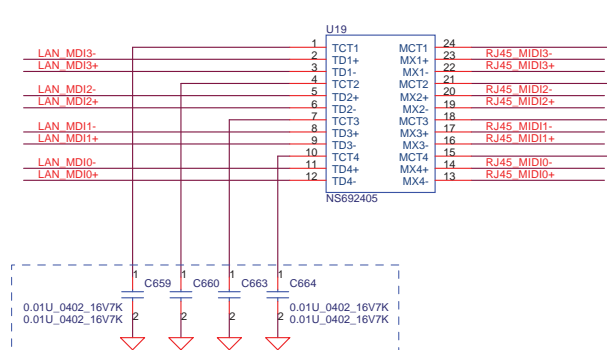 U19
1 TCT1 MCT1 24
LAN_MDI3- 2 TD1+ MX1+ 23 RJ45_MIDI3-
LAN_MDI3+ 3 TD1- MX1- 22 RJ45_MIDI3+
4 TCT2 MCT2 21
LAN_MDI2- 5 TD2+ MX2+ 20 RJ45_MIDI2-
LAN_MDI2+ 6 TD2- MX2- 19 RJ45_MIDI2+
7 TCT3 MCT3 18
LAN_MDI1- 8 TD3+ MX3+ 17 RJ45_MIDI1-
LAN_MDI1+ 9 TD3- MX3- 16 RJ45_MIDI1+
10 TCT4 MCT4 15
LAN_MDI0- 11 TD4+ MX4+ 14 RJ45_MIDI0-
LAN_MDI0+ 12 TD4- MX4- 13 RJ45_MIDI0+
NS692405
1 1 1 1
C659 C660 C663 C664
0.01U_0402_16V7K 0.01U_0402_16V7K
0.01U_0402_16V7K 2 2 2 2 0.01U_0402_16V7K